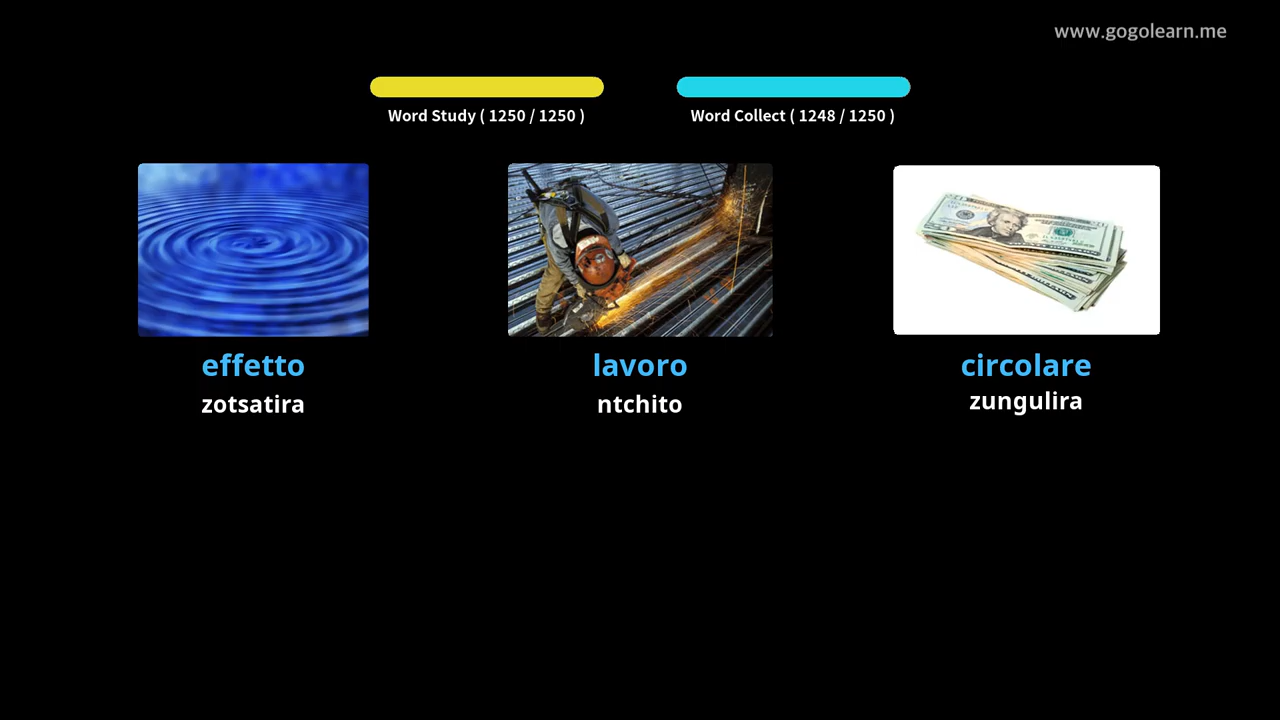 www.gogolearn.me
Word Study ( 1250 / 1250 )
Word Collect ( 1248 / 1250 )
effetto
zotsatira
lavoro
ntchito
circolare
zungulira